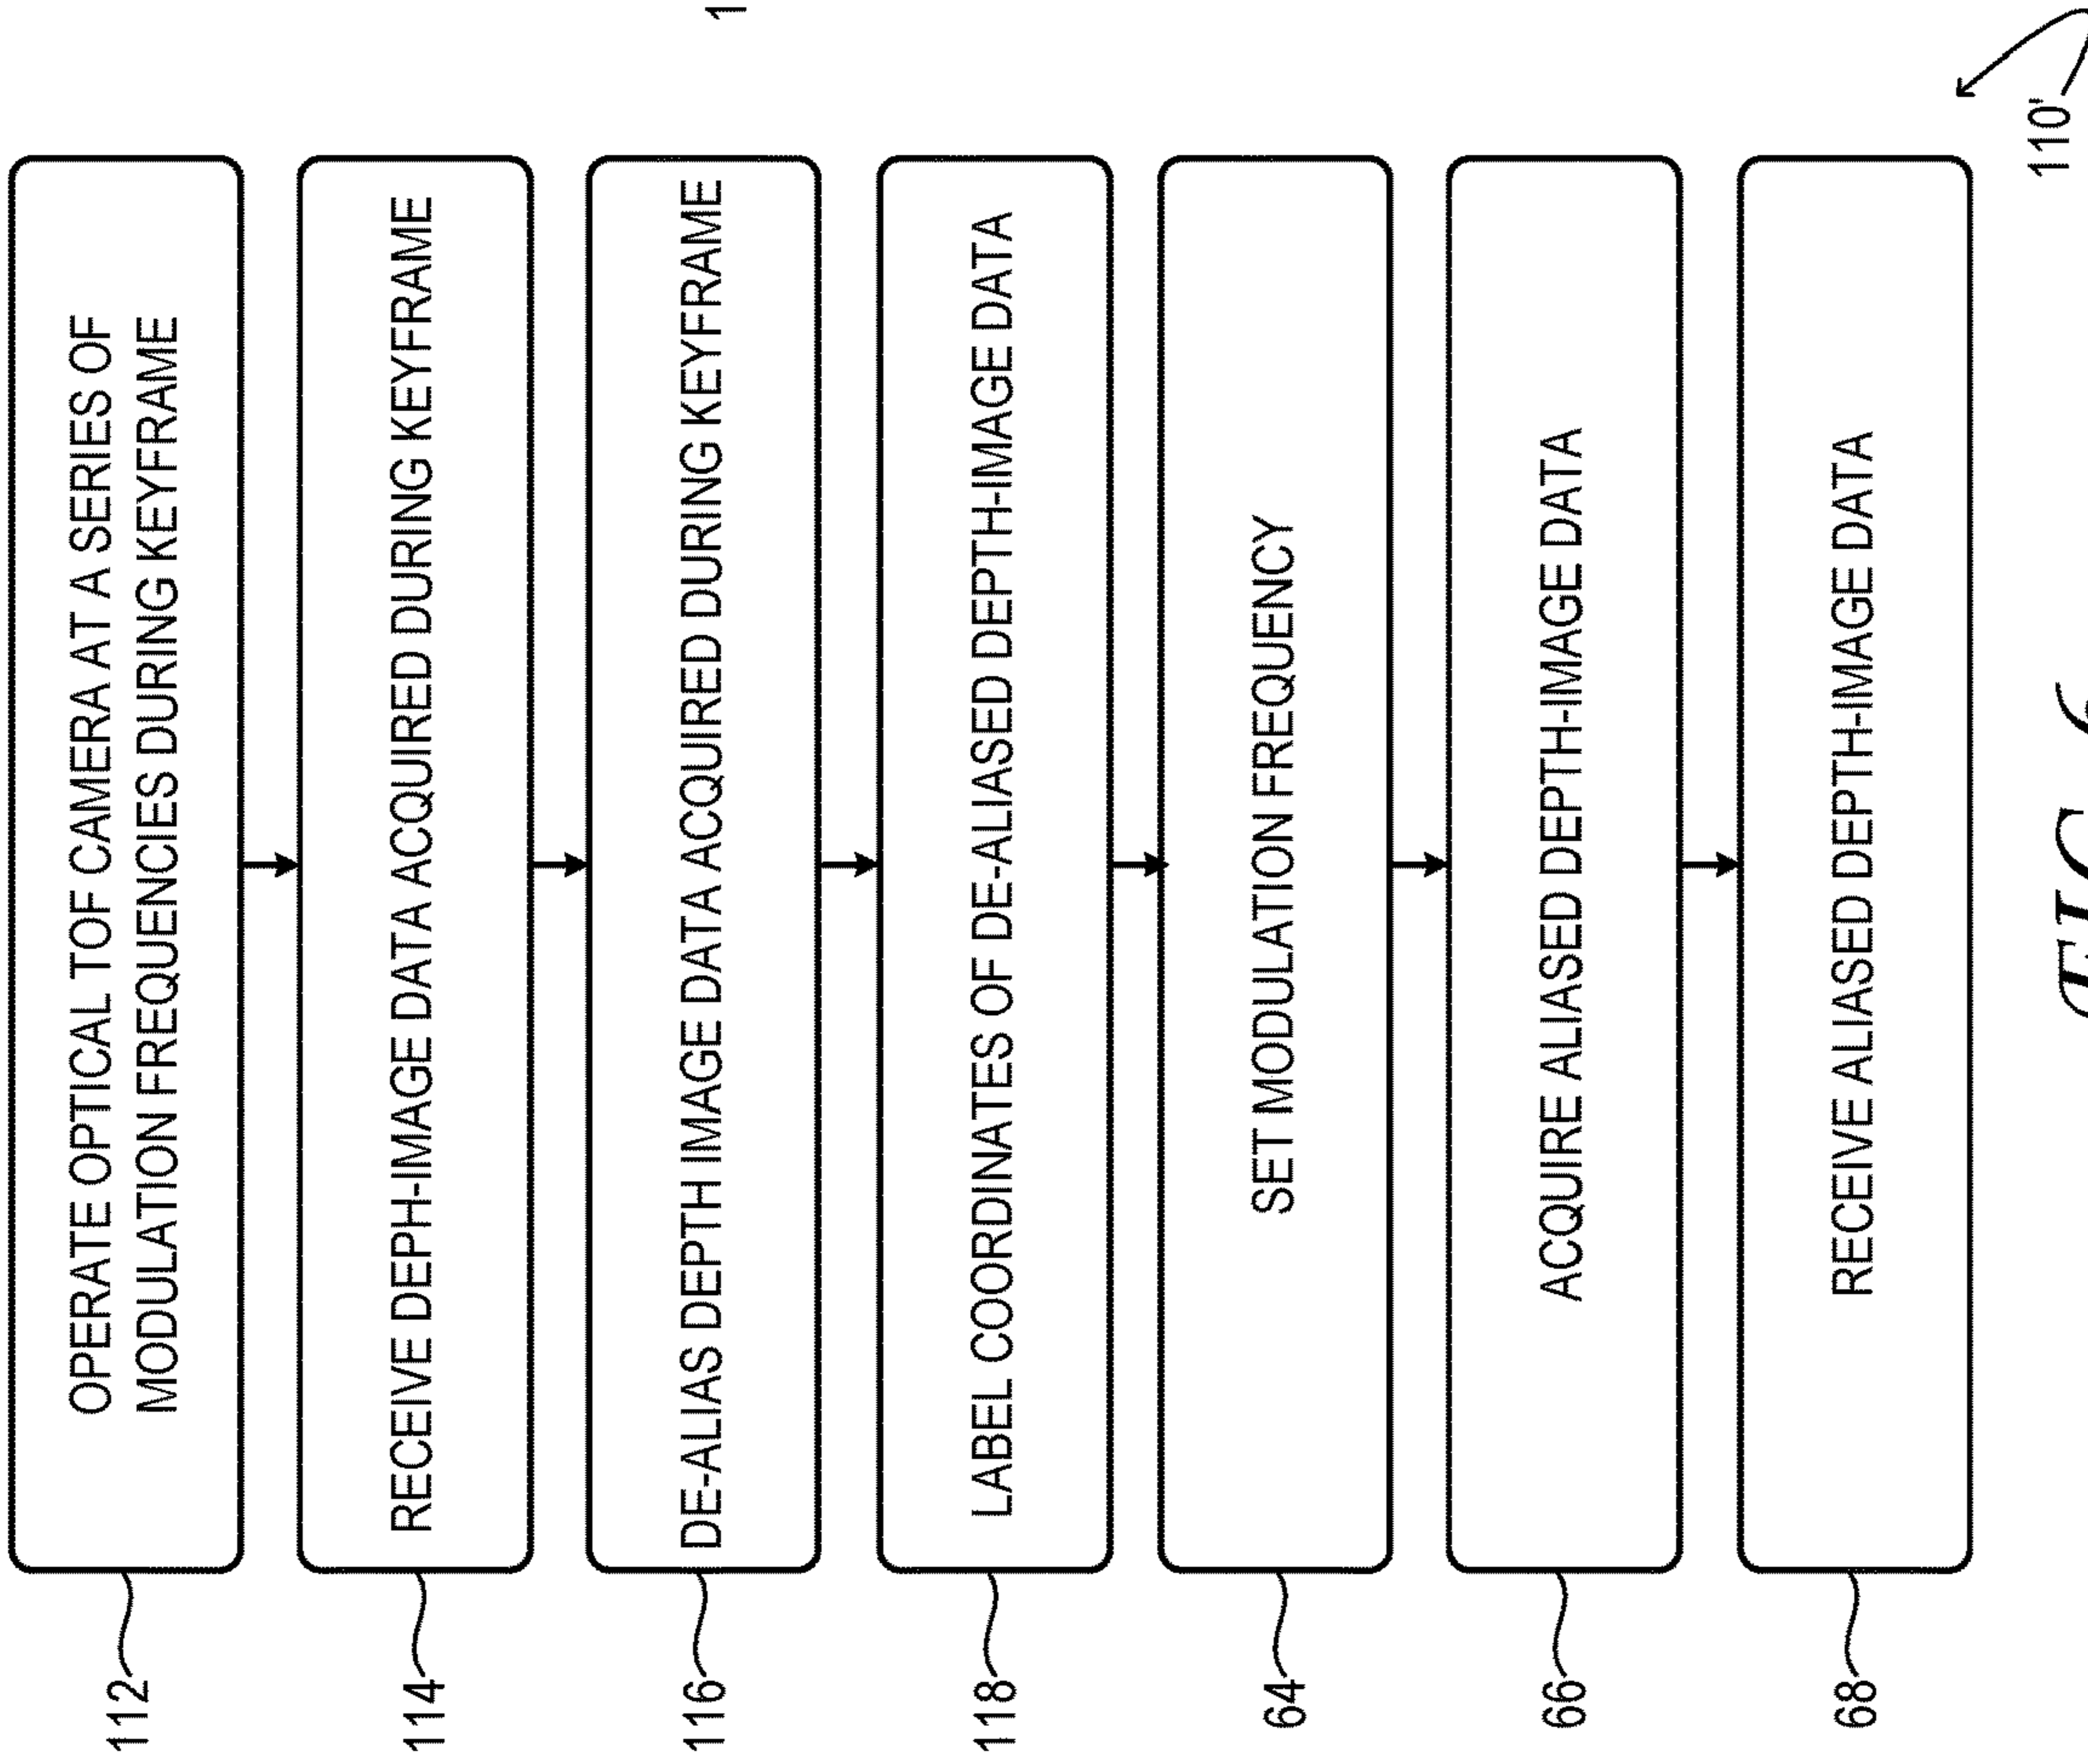 112
OPERATE OPTICAL TOF CAMERA AT A SERIES OF
MODULATION FREQUENCIES DURING KEYFRAME
114
RECEIVE DEPH-IMAGE DATA ACQUIRED DURING KEYFRAME
116
DE-ALIAS DEPTH IMAGE DATA ACQUIRED DURING KEYFRAME
1
118
LABEL COORDINATES OF DE-ALIASED DEPTH-IMAGE DATA
64
SET MODULATION FREQUENCY
66
ACQUIRE ALIASED DEPTH-IMAGE DATA
68
RECEIVE ALIASED DEPTH-IMAGE DATA
110'